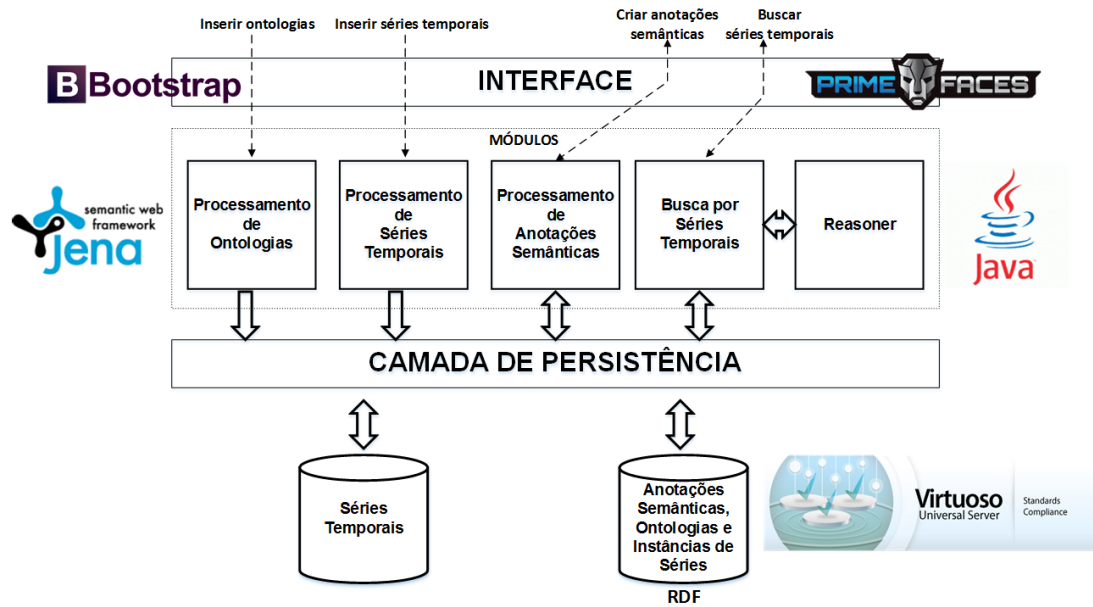 Inserir ontologias
Inserir séries temporais
Criar anotações
semânticas
Buscar
séries temporais
B Bootstrap
INTERFACE
PRIME FACES
MÓDULOS
semantic web
framework
Jena
Processamento
de
Ontologias
Processamento
de
Séries
Temporais
Processamento
de
Anotações
Semânticas
Busca por
Séries
Temporais
Reasoner
Java
CAMADA DE PERSISTÊNCIA
Séries
Temporais
Anotações
Semânticas,
Ontologias e
Instâncias de
Séries
RDF
Virtuoso
Universal Server
Standards
Compliance